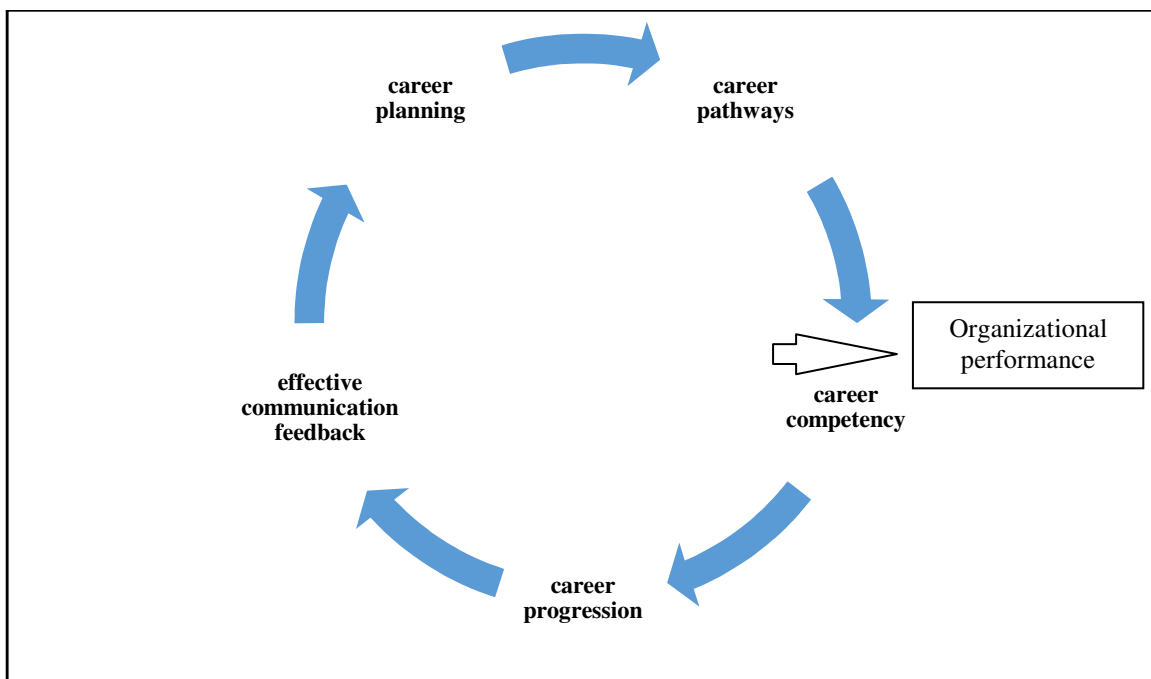 career
planning
career
pathways
Organizational
performance
career
competency
career
progression
effective
communication
feedback